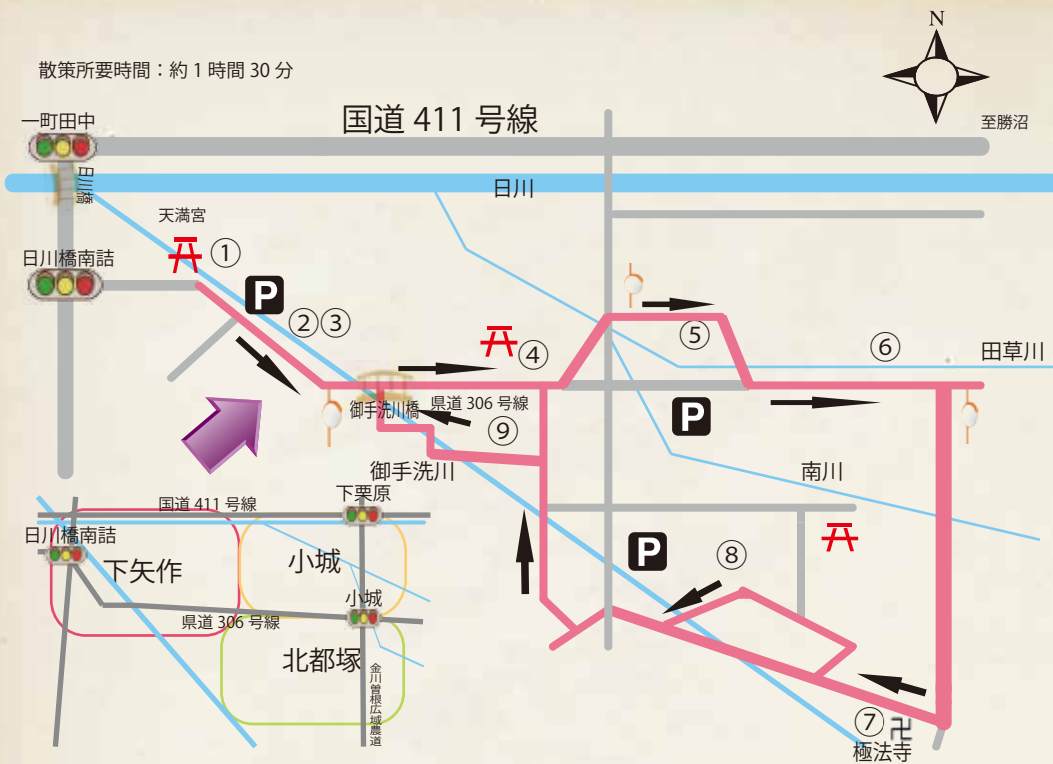 N
散策所要時間：約 1 時間 30 分
国道 411 号線
一町田中
至勝沼
日川橋
日川
天満宮
①
日川橋南詰
P
②③
④
⑤
⑥
田草川
御手洗川橋
県道 306 号線
⑨
P
御手洗川
南川
P
⑧
⑦
卍
極法寺
国道 411 号線
下栗原
日川橋南詰
下矢作
小城
小城
県道 306 号線
北都塚
金川曽根広域農道